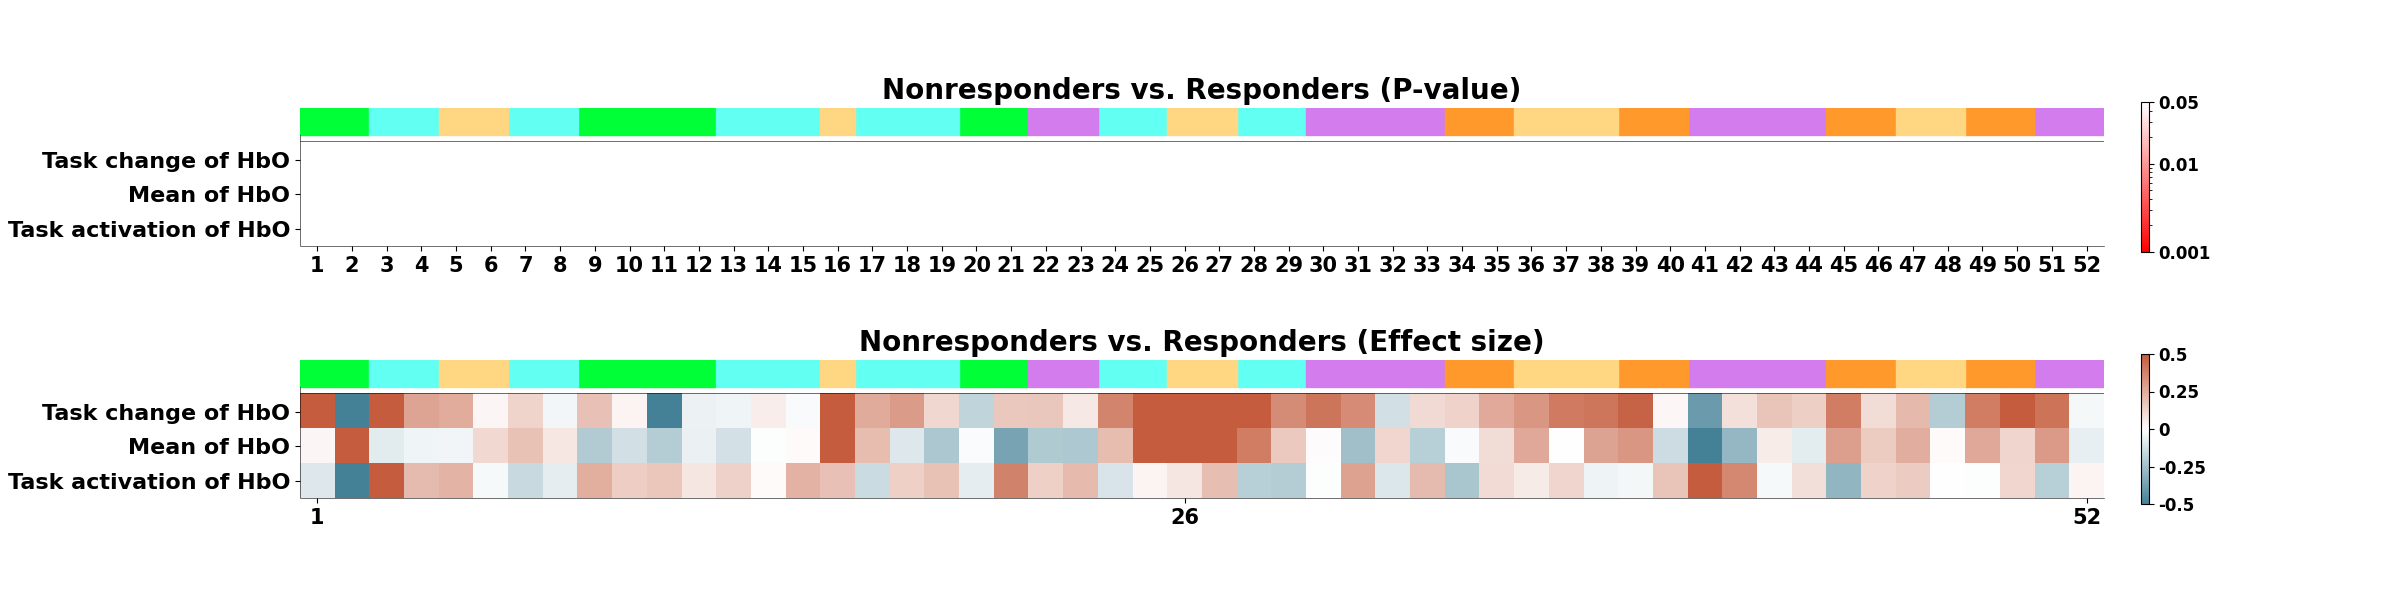 Nonresponders vs. Responders (P-value)
Task change of HbO
Mean of HbO
Task activation of HbO
1 2 3 4 5 6 7 8 9 10 11 12 13 14 15 16 17 18 19 20 21 22 23 24 25 26 27 28 29 30 31 32 33 34 35 36 37 38 39 40 41 42 43 44 45 46 47 48 49 50 51 52
0.05
0.01
0.001
Nonresponders vs. Responders (Effect size)
Task change of HbO
Mean of HbO
Task activation of HbO
1 26 52
0.5
0.25
0
-0.25
-0.5